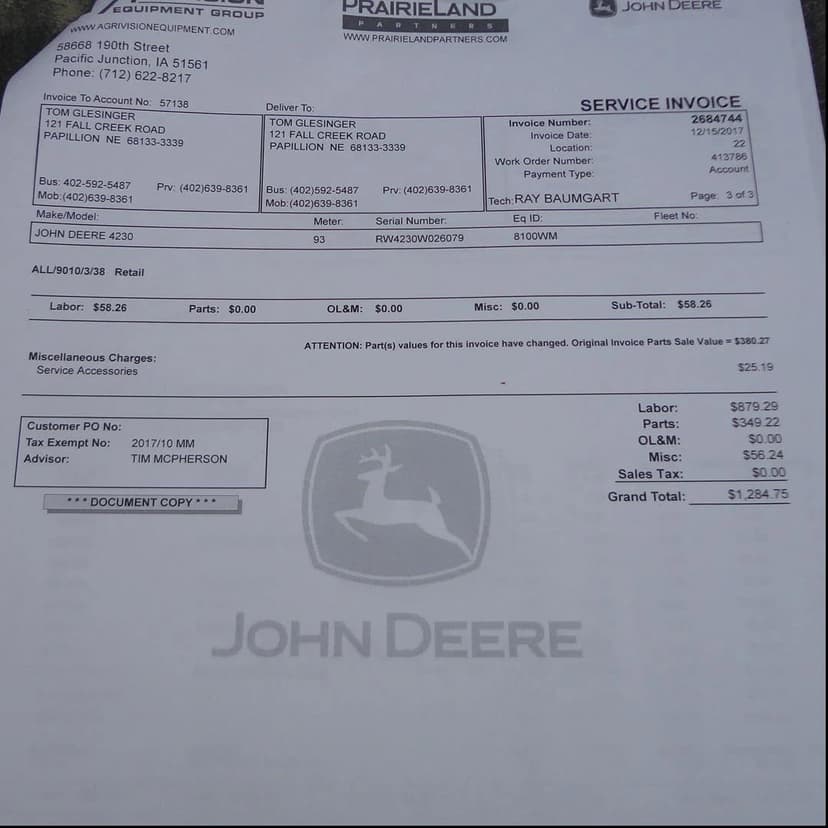 EQUIPMENT GROUP
WWW.AGRIVISIONEQUIPMENT.COM
58668 190th Street
Pacific Junction, IA 51561
Phone: (712) 622-8217
PRAIRIELAND
PARTNERS
WWW.PRAIRIELANDPARTNERS.COM
JOHN DEERE
SERVICE INVOICE
Invoice To Account No: 57138
TOM GLESINGER
121 FALL CREEK ROAD
PAPILLION NE 68133-3339
Bus: 402-592-5487 Prv: (402)639-8361
Mob:(402)639-8361
Deliver To:
TOM GLESINGER
121 FALL CREEK ROAD
PAPILLION NE 68133-3339
Bus: (402)592-5487 Prv: (402)639-8361
Mob:(402)639-8361
Invoice Number: 2684744
Invoice Date: 12/15/2017
Location: 22
Work Order Number: 413786
Payment Type: Account
Tech: RAY BAUMGART Page: 3 of 3
Make/Model: Meter: Serial Number: Eq ID: Fleet No:
JOHN DEERE 4230 93 RW4230W026079 8100WM
ALL/9010/3/38 Retail
Labor: $58.26 Parts: $0.00 OL&M: $0.00 Misc: $0.00 Sub-Total: $58.26
ATTENTION: Part(s) values for this invoice have changed. Original Invoice Parts Sale Value = $380.27
Miscellaneous Charges:
Service Accessories $25.19
Customer PO No:
Tax Exempt No: 2017/10 MM
Advisor: TIM MCPHERSON
*** DOCUMENT COPY ***
Labor: $879.29
Parts: $349.22
OL&M: $0.00
Misc: $56.24
Sales Tax: $0.00
Grand Total: $1,284.75
JOHN DEERE